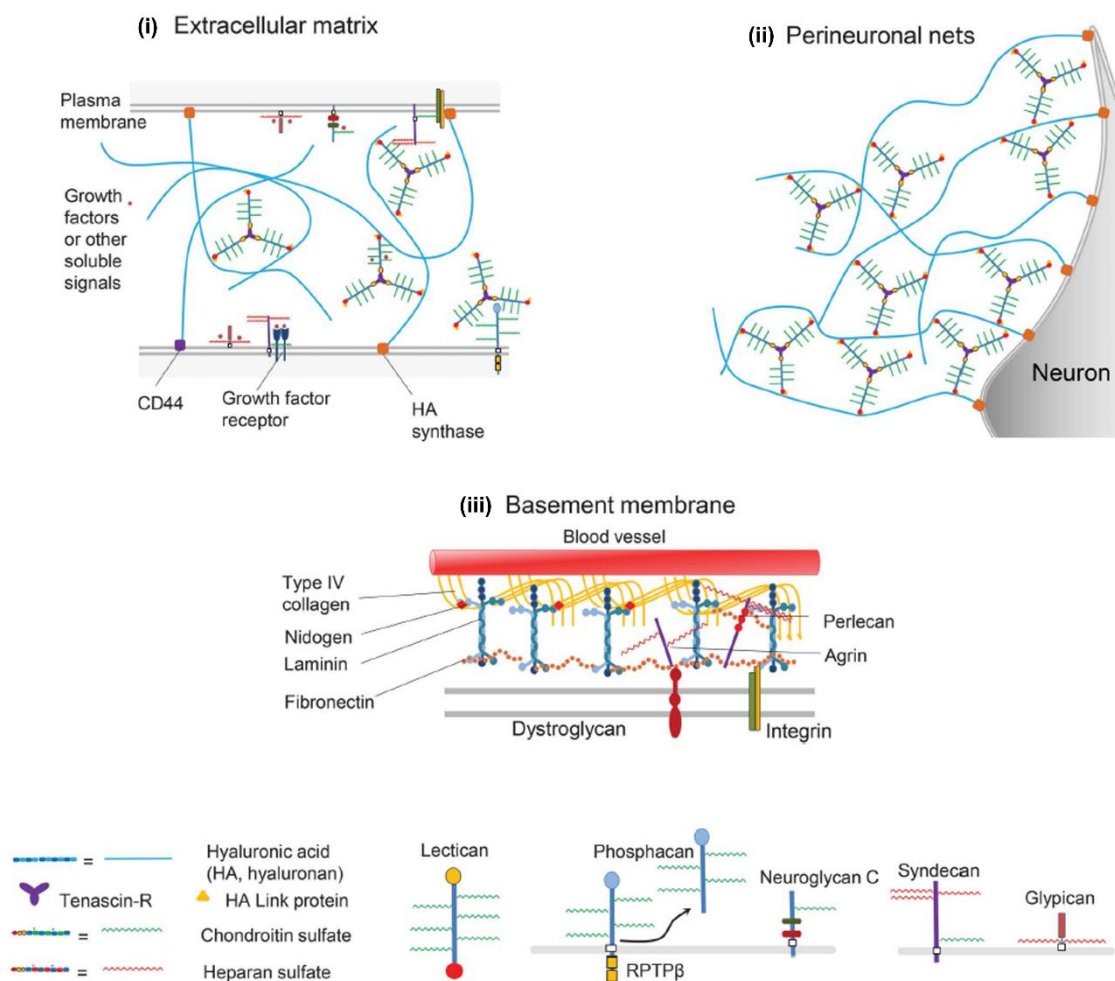 (i) Extracellular matrix
Plasma
membrane
Growth
factors
or other
soluble
signals
CD44
Growth factor
receptor
HA
synthase
(ii) Perineuronal nets
Neuron
(iii) Basement membrane
Blood vessel
Type IV
collagen
Nidogen
Laminin
Fibronectin
Perlecan
Agrin
Dystroglycan
Integrin
= Hyaluronic acid
(HA, hyaluronan)
Tenascin-R
HA Link protein
= Chondroitin sulfate
= Heparan sulfate
Lectican
Phosphacan
RPTPβ
Neuroglycan C
Syndecan
Glypican